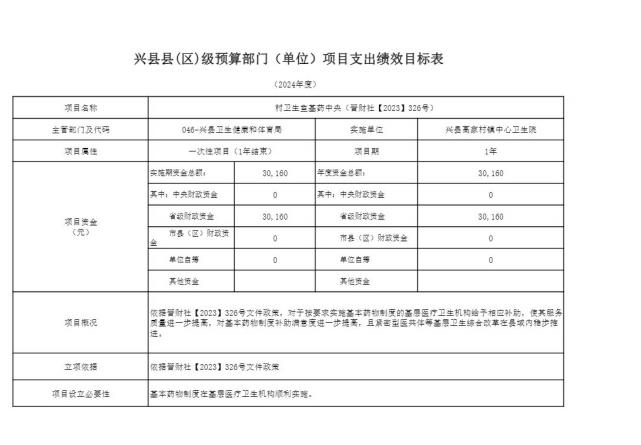 兴县县(区)级预算部门（单位）项目支出绩效目标表
（2024年度）
项目名称 村卫生室基药中央（晋财社【2023】326号）
主管部门及代码 046-兴县卫生健康和体育局 实施单位 兴县高家村镇中心卫生院
项目属性 一次性项目（1年结束） 项目期 1年
项目资金（元） 实施期资金总额： 30,160 年度资金总额： 30,160
其中：中央财政资金 0 其中：中央财政资金 0
省级财政资金 30,160 省级财政资金 30,160
市县（区）财政资金 0 市县（区）财政资金 0
单位自筹 0 单位自筹 0
其他资金 其他资金
项目概况 依据晋财社【2023】326号文件政策，对于按要求实施基本药物制度的基层医疗卫生机构给予相应补助，使其服务
质量进一步提高，对基本药物制度补助满意度进一步提高，且紧密型医共体等基层卫生综合改革在县域内稳步推
进。
立项依据 依据晋财社【2023】326号文件政策
项目设立必要性 基本药物制度在基层医疗卫生机构顺利实施。